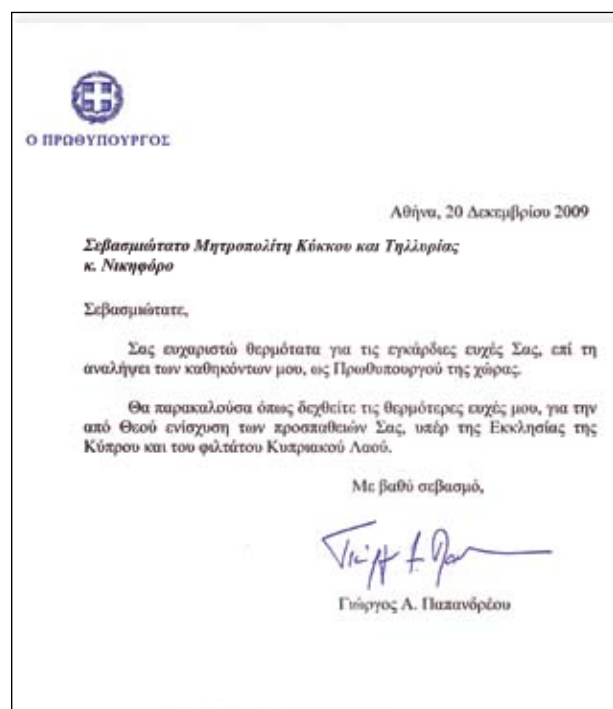 Ο ΠΡΩΘΥΠΟΥΡΓΟΣ
Αθήνα, 20 Δεκεμβρίου 2009
Σεβασμιώτατο Μητροπολίτη Κύκκου και Τηλλυρίας
κ. Νικηφόρο
Σεβασμιώτατε,
Σας ευχαριστώ θερμότατα για τις εγκάρδιες ευχές Σας, επί τη
αναλήψει των καθηκόντων μου, ως Πρωθυπουργού της χώρας.
Θα παρακαλούσα όπως δεχθείτε τις θερμότερες ευχές μου, για την
από Θεού ενίσχυση των προσπαθειών Σας, υπέρ της Εκκλησίας της
Κύπρου και του φιλτάτου Κυπριακού Λαού.
Με βαθύ σεβασμό,
Γιώργος Α. Παπανδρέου